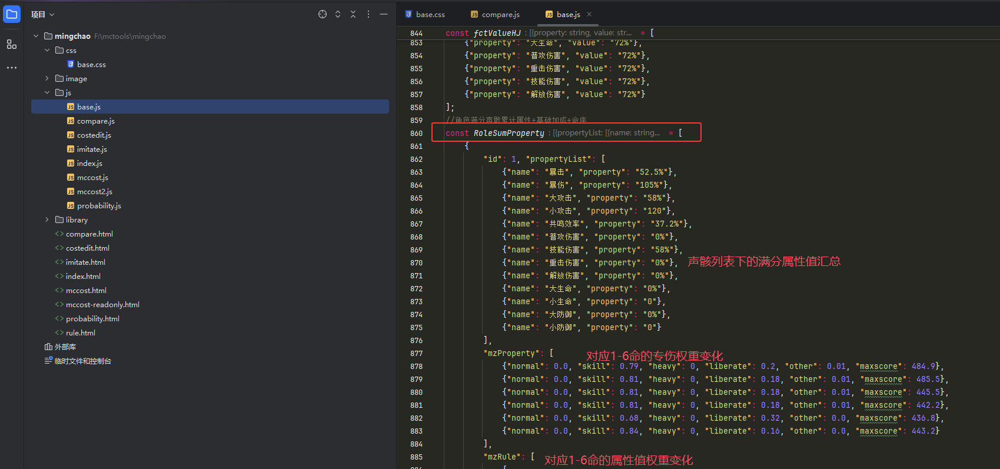 项目
mingchao F:\mctools\mingchao
css
base.css
image
js
base.js
compare.js
costedit.js
imitate.js
index.js
mccost.js
mccost2.js
probability.js
library
compare.html
costedit.html
imitate.html
index.html
mccost.html
mccost-readonly.html
probability.html
rule.html
外部库
临时文件和控制台
base.css
compare.js
base.js
844 const fctValueHJ : [{property: string, value: str... = [
853 {"property": "大生命", "value": "72%"},
854 {"property": "普攻伤害", "value": "72%"},
855 {"property": "重击伤害", "value": "72%"},
856 {"property": "技能伤害", "value": "72%"},
857 {"property": "解放伤害", "value": "72%"}
858 ];
859 //角色满分声骸累计属性+基础加成+命座
860 const RoleSumProperty : [{propertyList: [{name: string... = [
861 {
862 "id": 1, "propertyList": [
863 {"name": "暴击", "property": "52.5%"},
864 {"name": "暴伤", "property": "105%"},
865 {"name": "大攻击", "property": "58%"},
866 {"name": "小攻击", "property": "120"},
867 {"name": "共鸣效率", "property": "37.2%"},
868 {"name": "普攻伤害", "property": "0%"},
869 {"name": "技能伤害", "property": "58%"},
870 {"name": "重击伤害", "property": "0%"},
声骸列表下的满分属性值汇总
871 {"name": "解放伤害", "property": "0%"},
872 {"name": "大生命", "property": "0%"},
873 {"name": "小生命", "property": "0"},
874 {"name": "大防御", "property": "0%"},
875 {"name": "小防御", "property": "0"}
876 ],
877 "mzProperty": [
对应1-6命的专伤权重变化
878 {"normal": 0.0, "skill": 0.79, "heavy": 0, "liberate": 0.2, "other": 0.01, "maxscore": 484.9},
879 {"normal": 0.0, "skill": 0.81, "heavy": 0, "liberate": 0.18, "other": 0.01, "maxscore": 485.5},
880 {"normal": 0.0, "skill": 0.81, "heavy": 0, "liberate": 0.18, "other": 0.01, "maxscore": 445.5},
881 {"normal": 0.0, "skill": 0.81, "heavy": 0, "liberate": 0.18, "other": 0.01, "maxscore": 442.2},
882 {"normal": 0.0, "skill": 0.68, "heavy": 0, "liberate": 0.32, "other": 0.0, "maxscore": 436.8},
883 {"normal": 0.0, "skill": 0.84, "heavy": 0, "liberate": 0.16, "other": 0.0, "maxscore": 443.2}
884 ],
885 "mzRule": [
对应1-6命的属性值权重变化